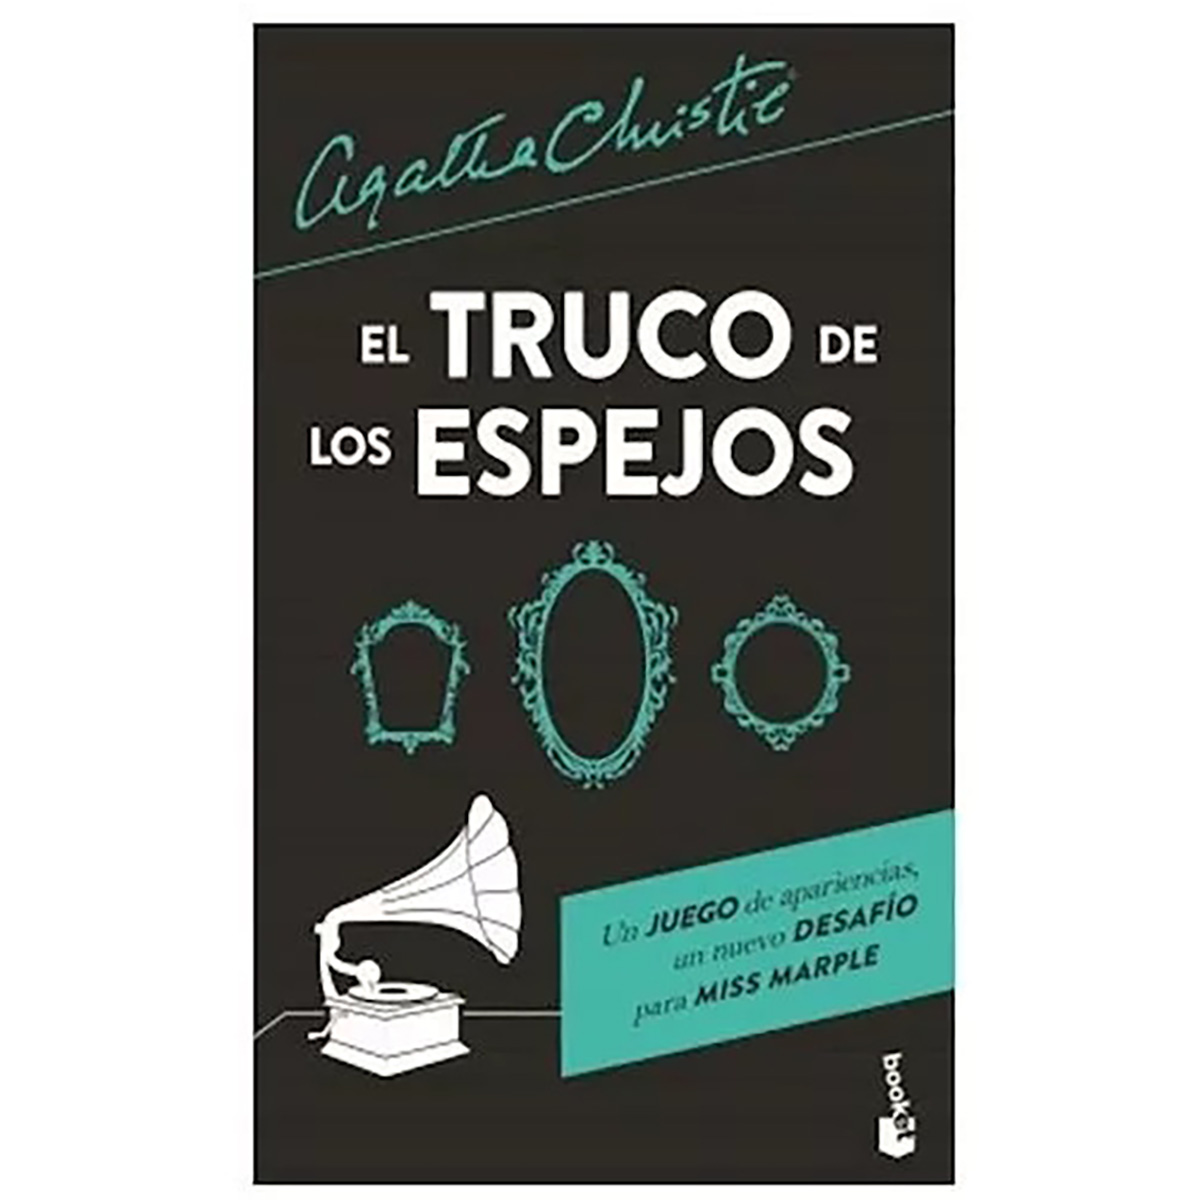 Agatha Christie
EL TRUCO DE
LOS ESPEJOS
Un JUEGO de apariencias,
un nuevo DESAFÍO
para MISS MARPLE
booket